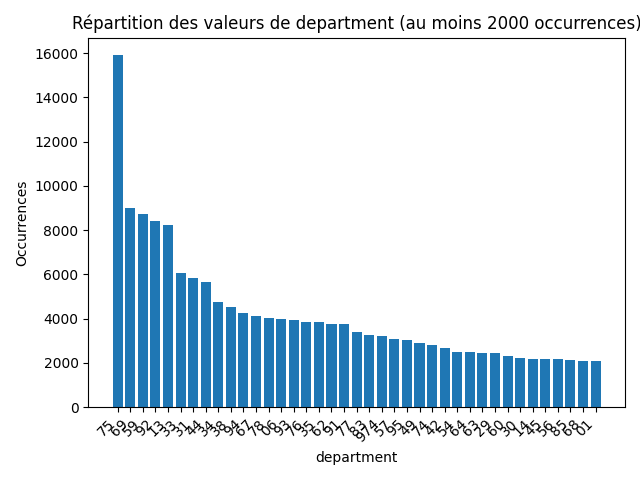 Répartition des valeurs de department (au moins 2000 occurrences)
16000
14000
12000
10000
8000
6000
4000
2000
0
Occurrences
75 69 59 92 13 33 31 44 34 38 94 67 78 06 93 76 35 62 91 77 83 974 57 95 49 74 42 54 64 63 29 60 30 14 45 56 85 68 01
department